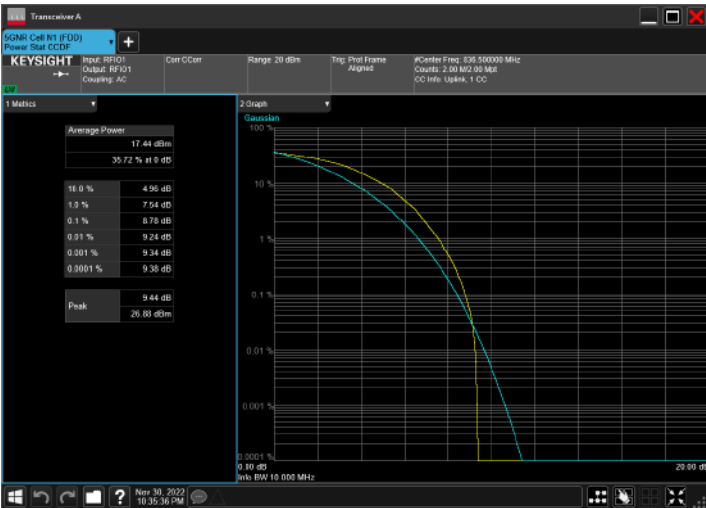 Transceiver A
5GNR Cell N1 (FDD)
Power Stat CCDF
KEYSIGHT
Input: RFIO1
Output: RFIO1
Coupling: AC
Corr CCorr
Range: 20 dBm
Trig: Prot Frame
Aligned
#Center Freq: 836.500000 MHz
Counts: 2.00 M/2.00 Mpt
CC Info: Uplink, 1 CC
1 Metrics
Average Power
17.44 dBm
35.72 % at 0 dB
10.0 % 4.96 dB
1.0 % 7.54 dB
0.1 % 8.78 dB
0.01 % 9.24 dB
0.001 % 9.34 dB
0.0001 % 9.38 dB
Peak
9.44 dB
26.88 dBm
2 Graph
Gaussian
100 %
10 %
1 %
0.1 %
0.01 %
0.001 %
0.0001 %
0.00 dB
20.00 dB
Info BW 10.000 MHz
?
Nov 30, 2022
10:35:36 PM